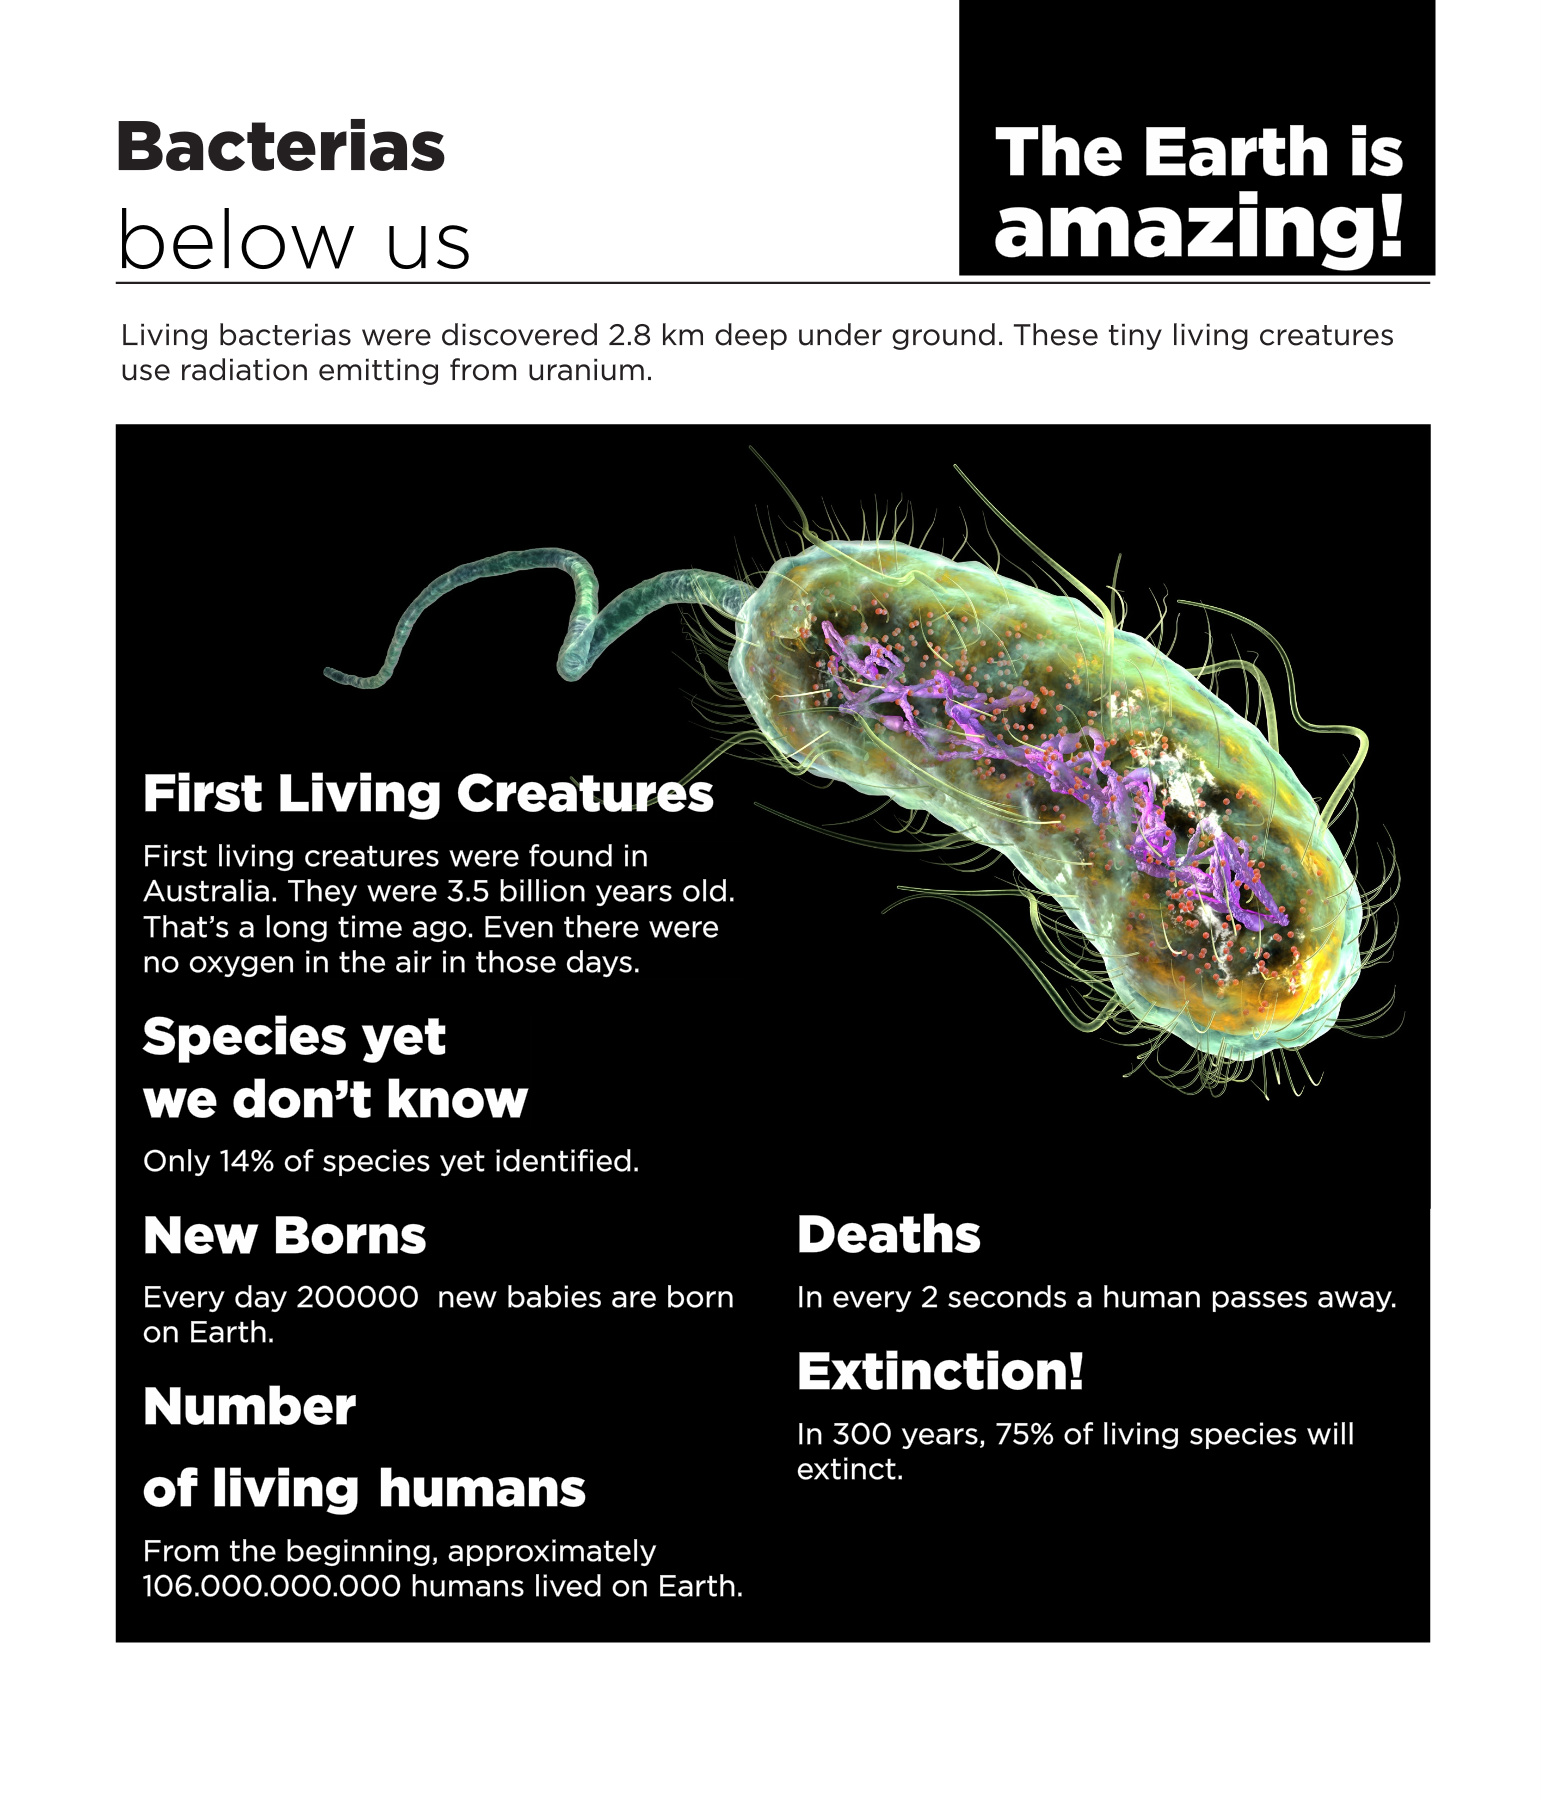 Bacterias
below us
The Earth is
amazing!
Living bacterias were discovered 2.8 km deep under ground. These tiny living creatures
use radiation emitting from uranium.
First Living Creatures
First living creatures were found in
Australia. They were 3.5 billion years old.
That’s a long time ago. Even there were
no oxygen in the air in those days.
Species yet
we don’t know
Only 14% of species yet identified.
New Borns
Every day 200000  new babies are born
on Earth.
Number
of living humans
From the beginning, approximately
106.000.000.000 humans lived on Earth.
Deaths
In every 2 seconds a human passes away.
Extinction!
In 300 years, 75% of living species will
extinct.